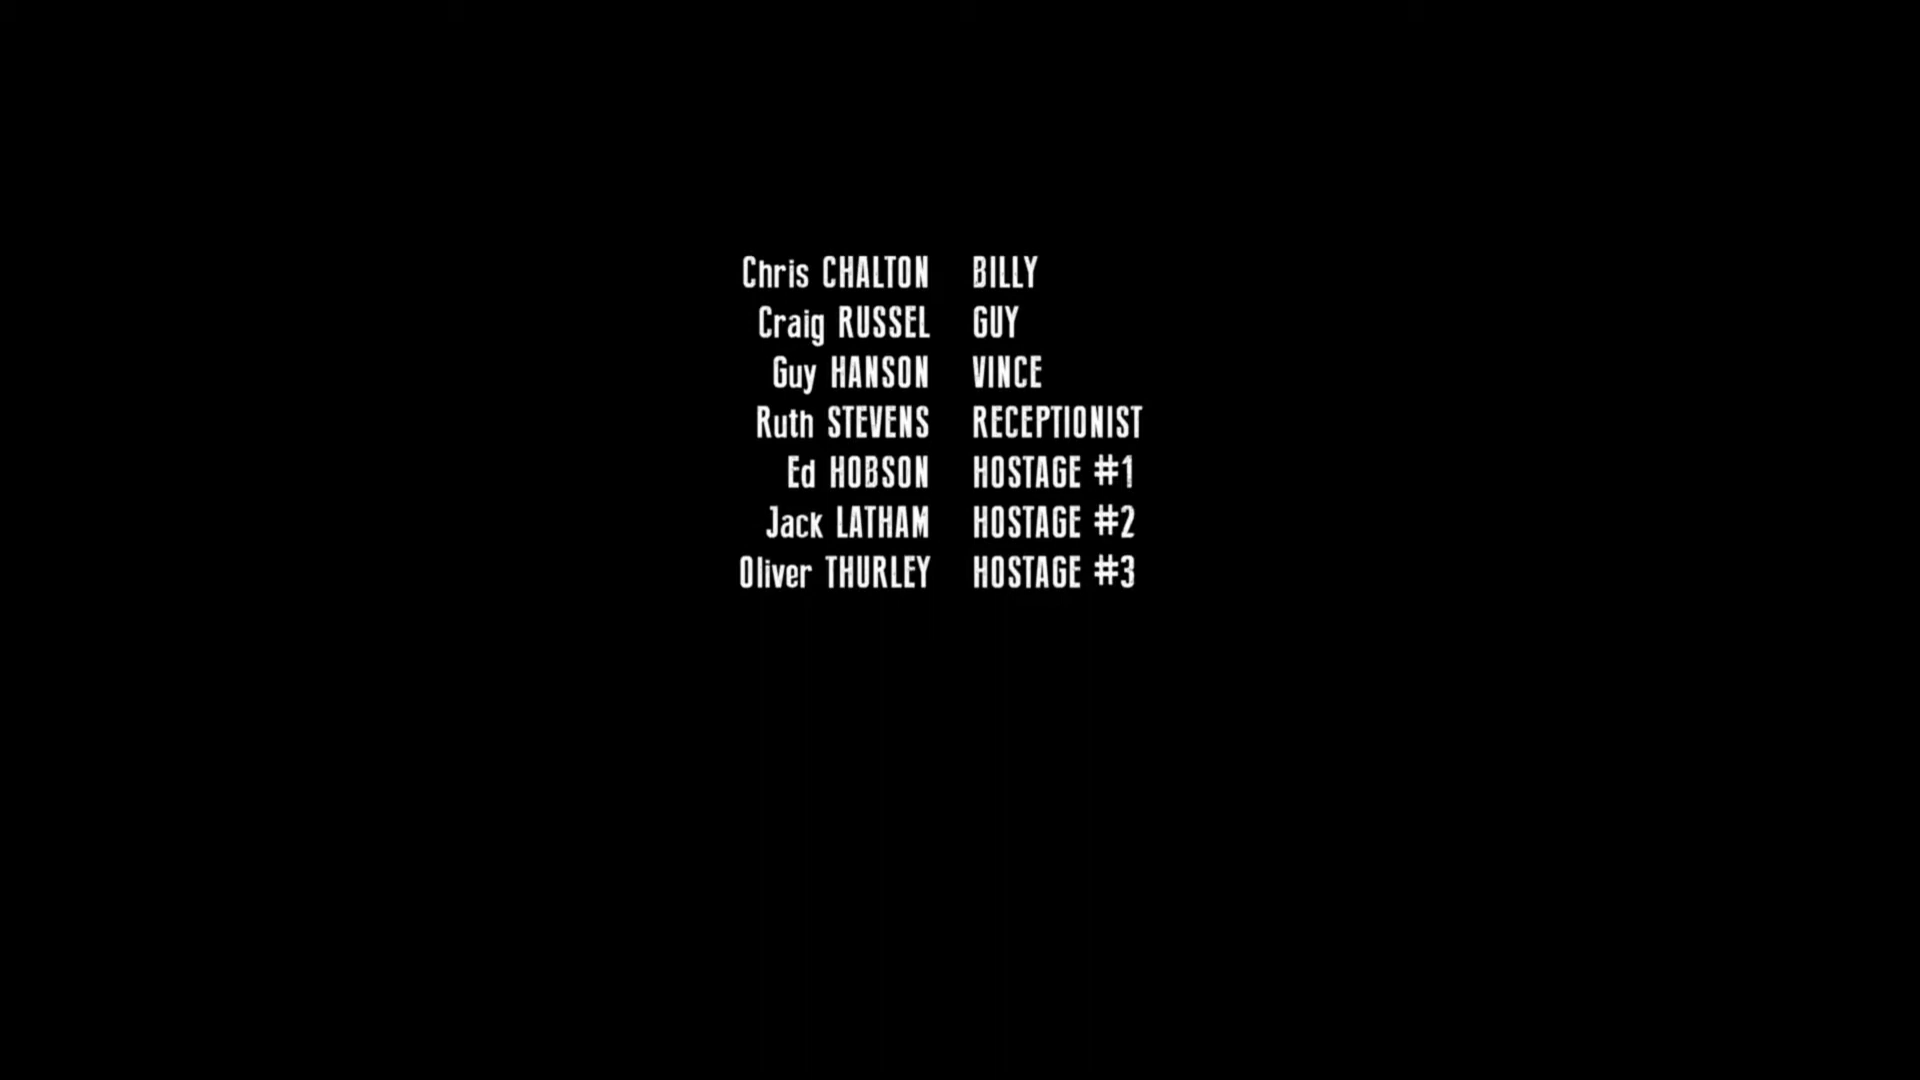 Chris CHALTON BILLY
Craig RUSSEL GUY
Guy HANSON VINCE
Ruth STEVENS RECEPTIONIST
Ed HOBSON HOSTAGE #1
Jack LATHAM HOSTAGE #2
Oliver THURLEY HOSTAGE #3